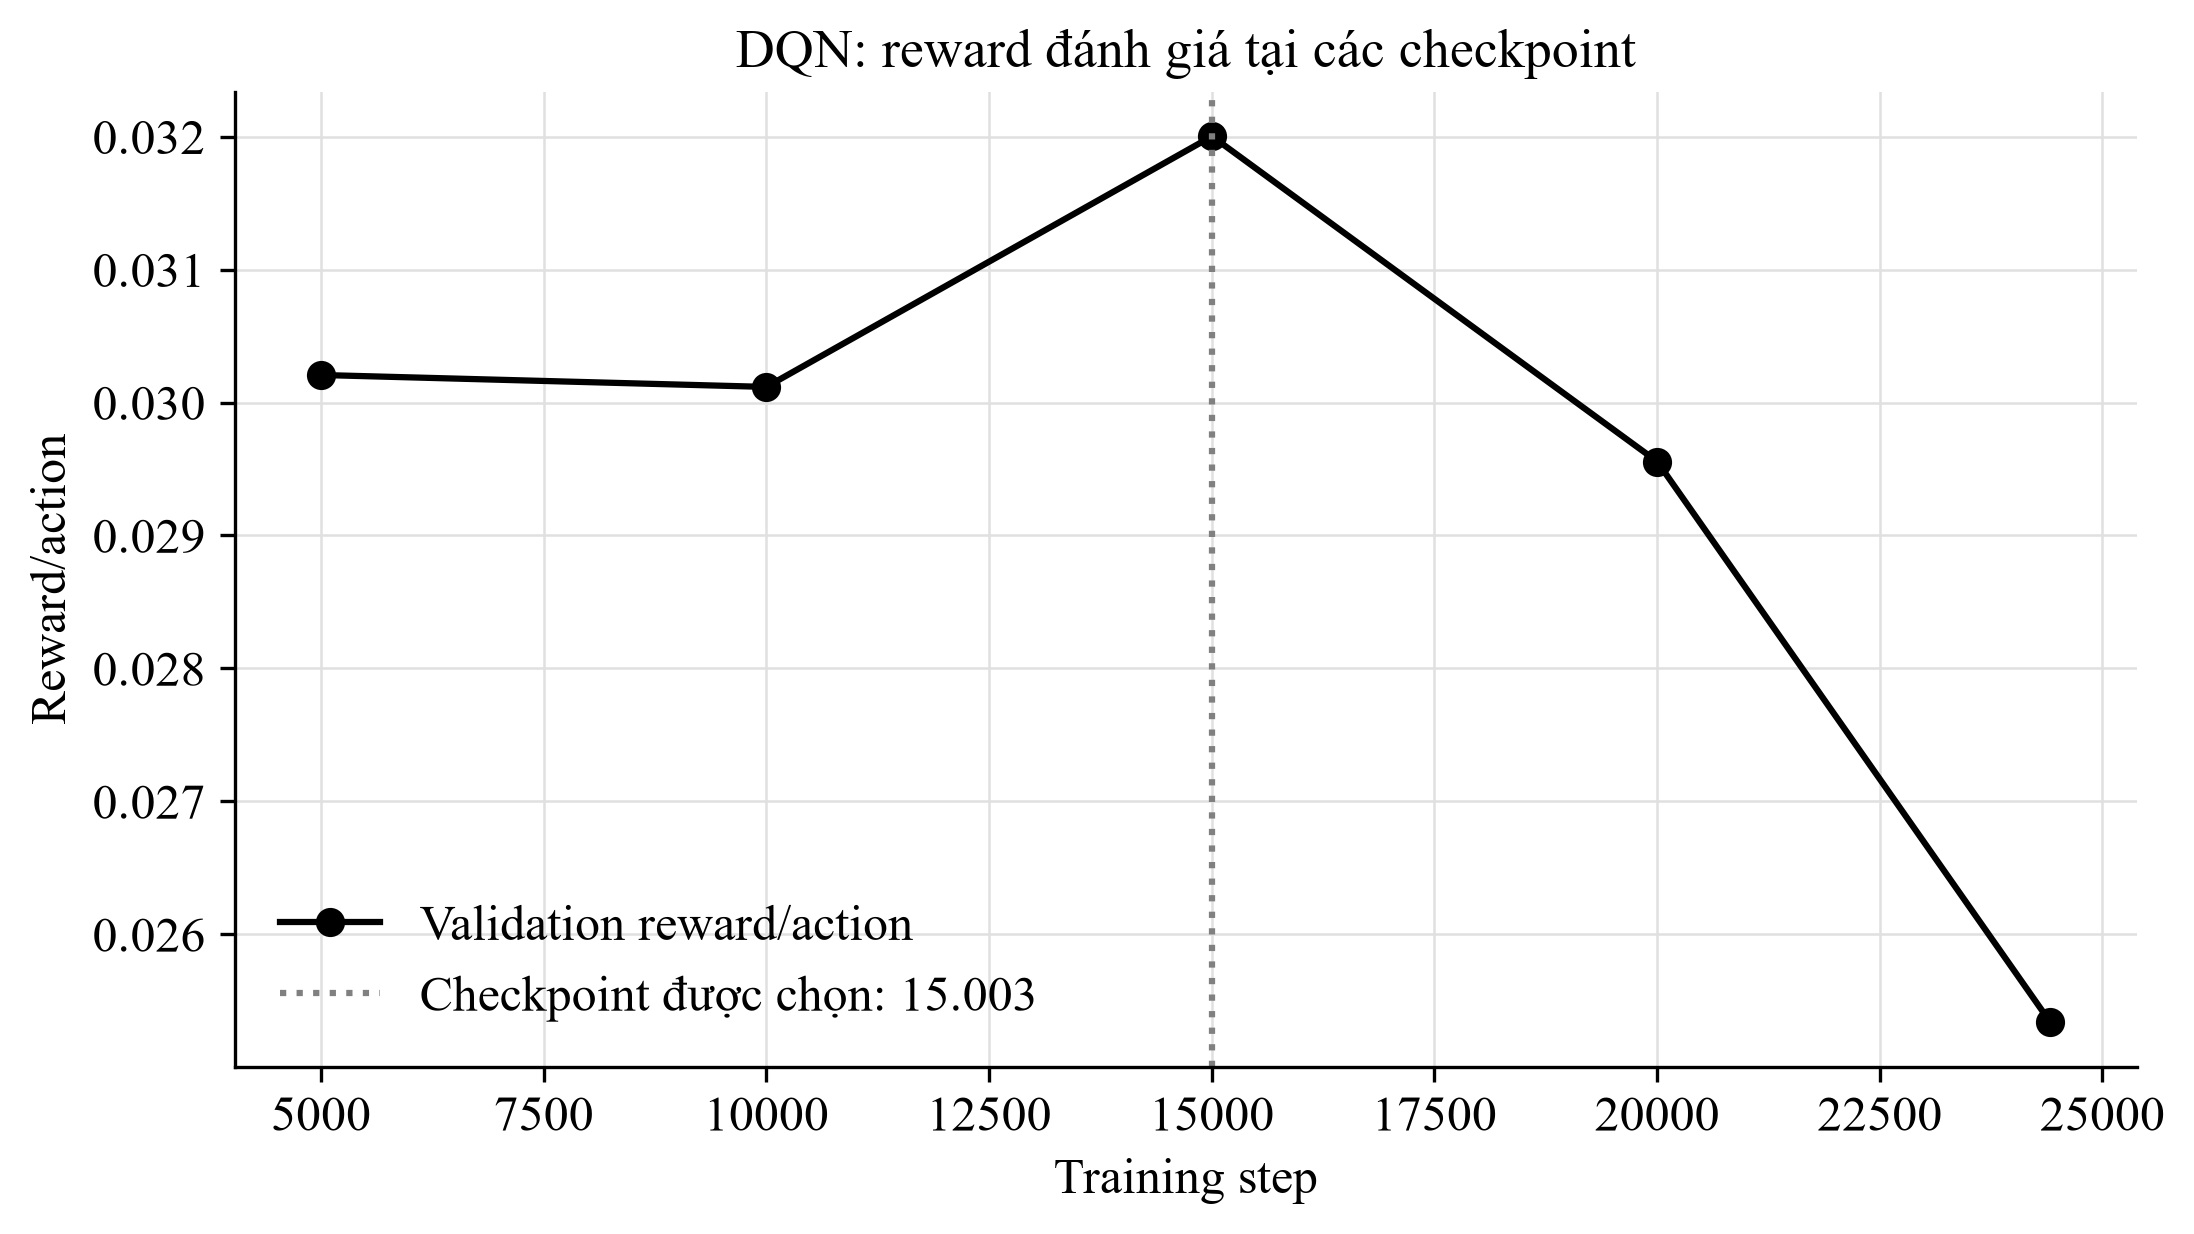 DQN: reward đánh giá tại các checkpoint
0.032
0.031
0.030
0.029
0.028
0.027
0.026
Reward/action
Validation reward/action
Checkpoint được chọn: 15.003
5000 7500 10000 12500 15000 17500 20000 22500 25000
Training step